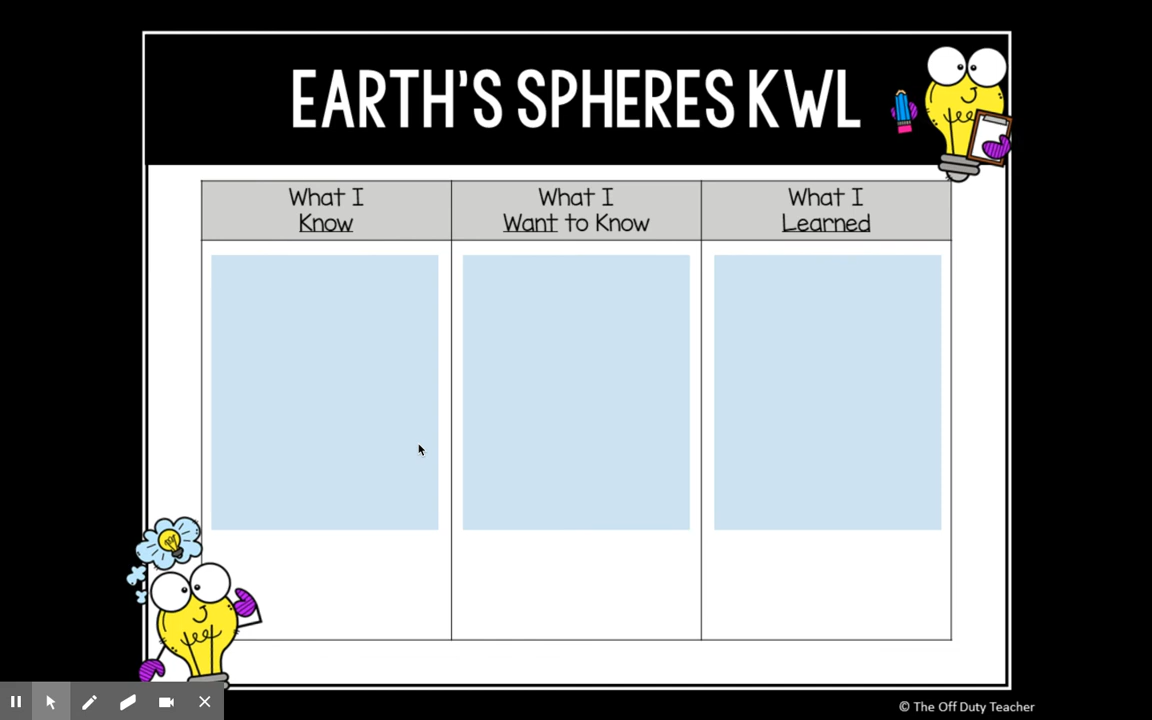 EARTH'S SPHERES KWL
What I
Know
What I
Want to Know
What I
Learned
© The Off Duty Teacher